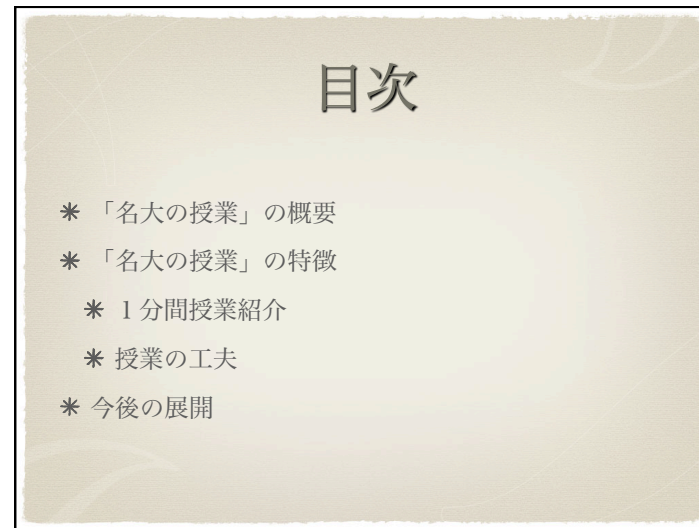 目次
＊ 「名大の授業」の概要
＊ 「名大の授業」の特徴
＊ １分間授業紹介
＊ 授業の工夫
＊ 今後の展開